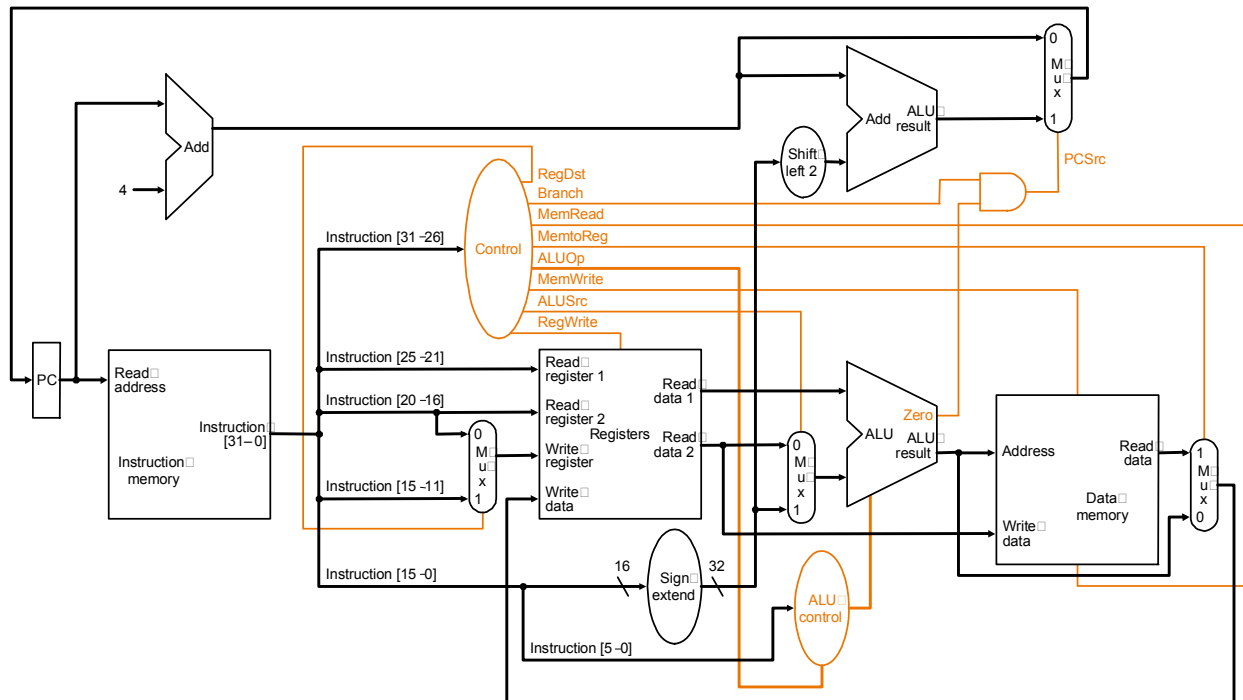 0
M
u
x
1
Add
4
Add
ALU
result
Shift
left 2
PCSrc
RegDst
Branch
MemRead
MemtoReg
ALUOp
MemWrite
ALUSrc
RegWrite
Control
Instruction [31–26]
Instruction [25–21]
Instruction [20–16]
Instruction [15–11]
Instruction [15–0]
Instruction [5–0]
PC
Read
address
Instruction
[31–0]
Instruction
memory
0
M
u
x
1
Read
register 1
Read
register 2
Write
register
Write
data
Registers
Read
data 1
Read
data 2
0
M
u
x
1
Zero
ALU
ALU
result
Address
Write
data
Read
data
Data
memory
1
M
u
x
0
16
Sign
extend
32
ALU
control